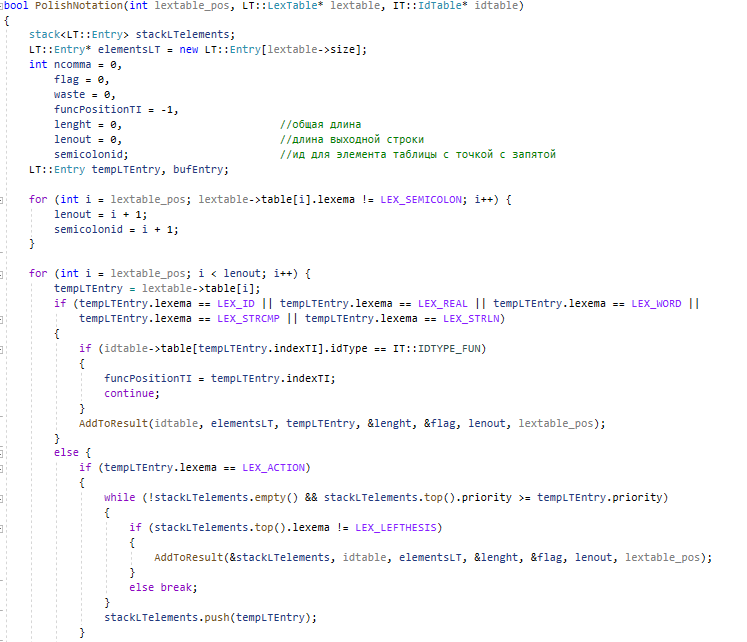 bool PolishNotation(int lextable_pos, LT::LexTable* lextable, IT::IdTable* idtable)
{
stack<LT::Entry> stackLTelements;
LT::Entry* elementsLT = new LT::Entry[lextable->size];
int ncomma = 0,
flag = 0,
waste = 0,
funcPositionTI = -1,
lenght = 0, //общая длина
lenout = 0, //длина выходной строки
semicolonid; //ид для элемента таблицы с точкой с запятой
LT::Entry tempLTEntry, bufEntry;
for (int i = lextable_pos; lextable->table[i].lexema != LEX_SEMICOLON; i++) {
lenout = i + 1;
semicolonid = i + 1;
}
for (int i = lextable_pos; i < lenout; i++) {
tempLTEntry = lextable->table[i];
if (tempLTEntry.lexema == LEX_ID || tempLTEntry.lexema == LEX_REAL || tempLTEntry.lexema == LEX_WORD ||
tempLTEntry.lexema == LEX_STRCMP || tempLTEntry.lexema == LEX_STRLN)
{
if (idtable->table[tempLTEntry.indexTI].idType == IT::IDTYPE_FUN)
{
funcPositionTI = tempLTEntry.indexTI;
continue;
}
AddToResult(idtable, elementsLT, tempLTEntry, &lenght, &flag, lenout, lextable_pos);
}
else {
if (tempLTEntry.lexema == LEX_ACTION)
{
while (!stackLTelements.empty() && stackLTelements.top().priority >= tempLTEntry.priority)
{
if (stackLTelements.top().lexema != LEX_LEFTHESIS)
{
AddToResult(&stackLTelements, idtable, elementsLT, &lenght, &flag, lenout, lextable_pos);
}
else break;
}
stackLTelements.push(tempLTEntry);
}